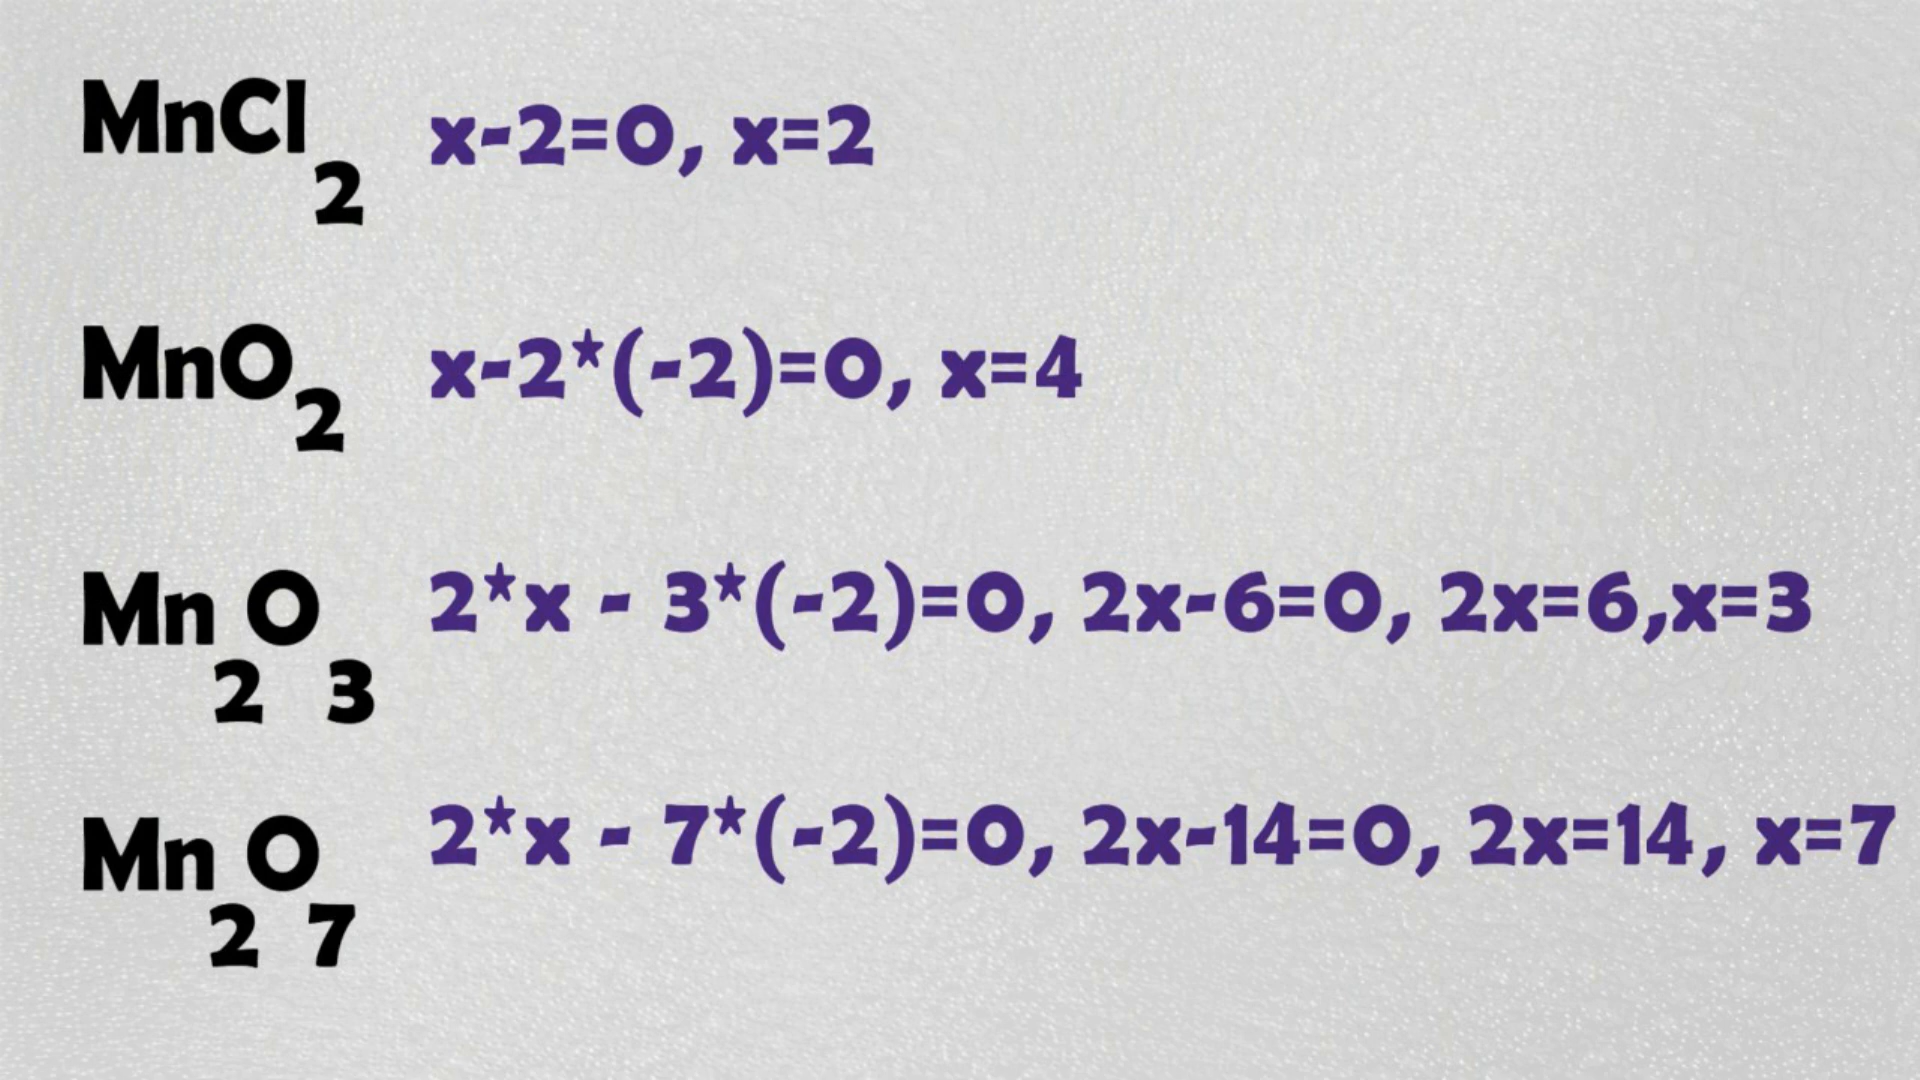 MnCl2 x-2=0, x=2
MnO2 x-2*(-2)=0, x=4
Mn2O3 2*x - 3*(-2)=0, 2x-6=0, 2x=6,x=3
Mn2O7 2*x - 7*(-2)=0, 2x-14=0, 2x=14, x=7